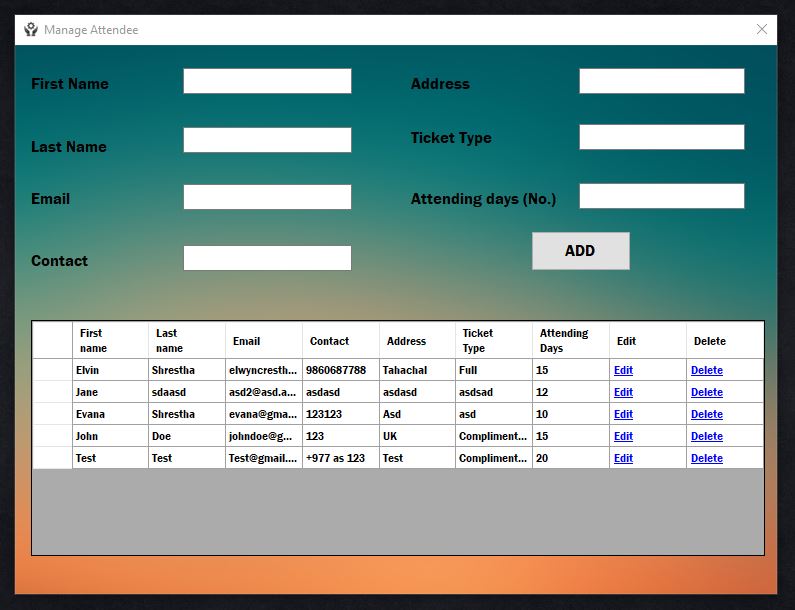 Manage Attendee
First Name
Address
Last Name
Ticket Type
Email
Attending days (No.)
Contact
ADD
First name Last name Email Contact Address Ticket Type Attending Days Edit Delete
Elvin Shrestha elwyncresth... 9860687788 Tahachal Full 15 Edit Delete
Jane sdaasd asd2@asd.a... asdasd asdasd asdsad 12 Edit Delete
Evana Shrestha evana@gma... 123123 Asd asd 10 Edit Delete
John Doe johndoe@g... 123 UK Compliment... 15 Edit Delete
Test Test Test@gmail.... +977 as 123 Test Compliment... 20 Edit Delete